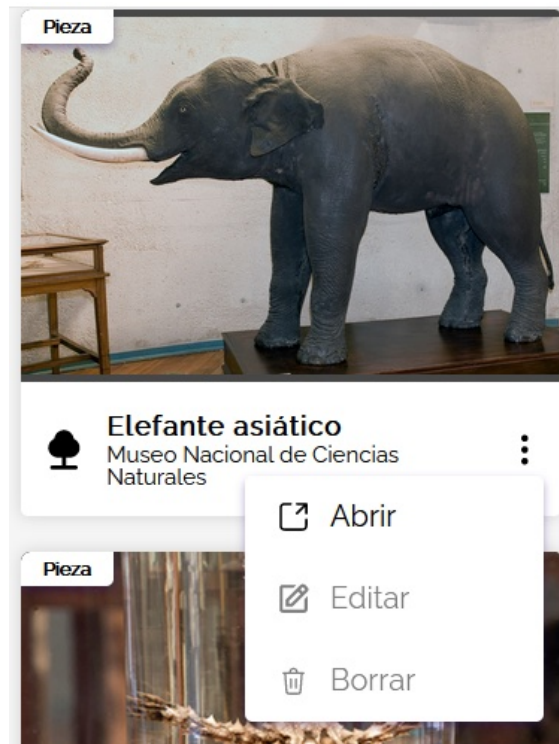 Pieza
Elefante asiático
Museo Nacional de Ciencias
Naturales
Abrir
Editar
Borrar
Pieza